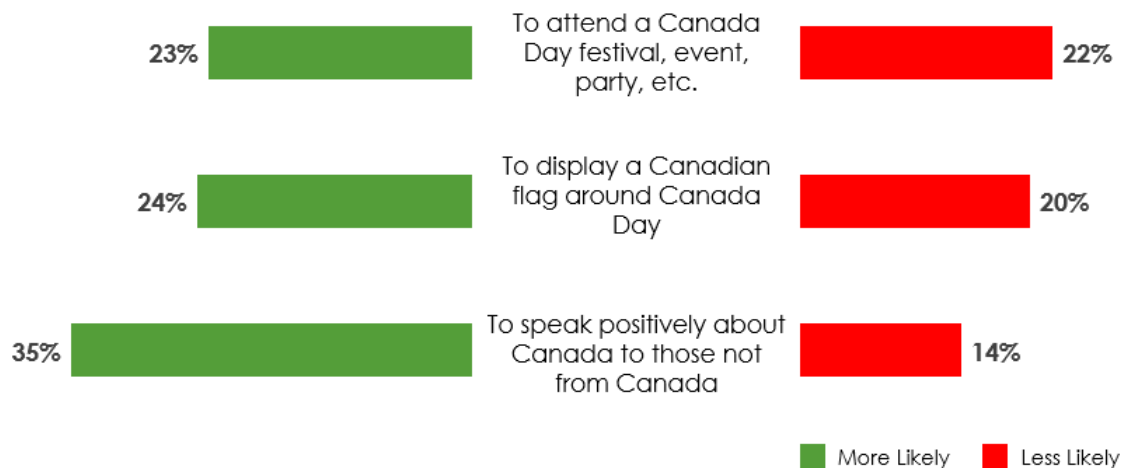 To attend a Canada
Day festival, event,
party, etc.
23%
22%
To display a Canadian
flag around Canada
Day
24%
20%
To speak positively about
Canada to those not
from Canada
35%
14%
More Likely
Less Likely